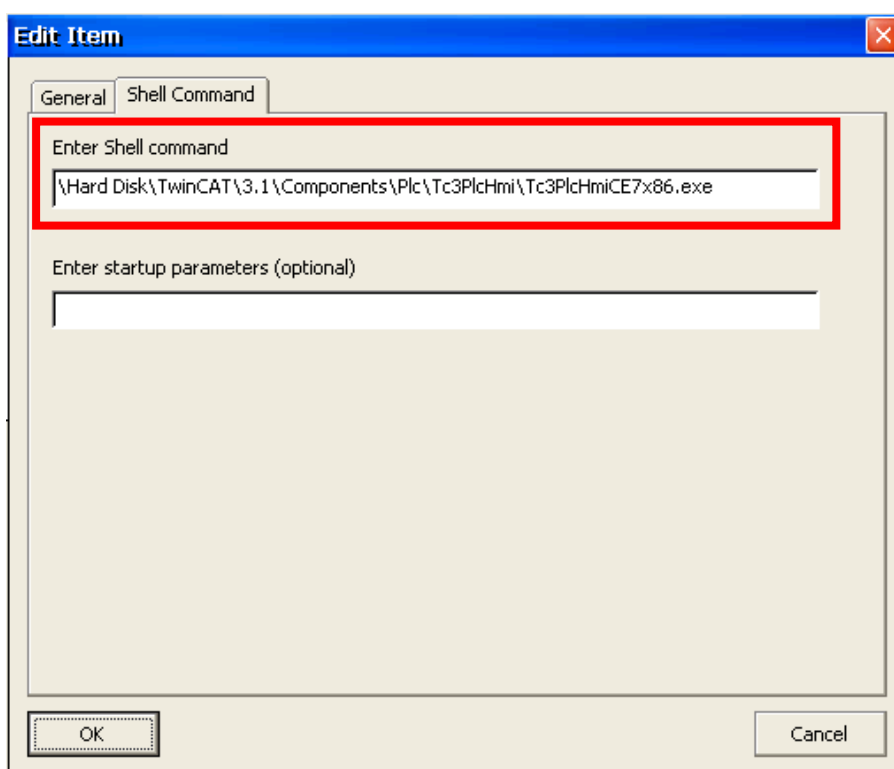 Edit Item
General
Shell Command
Enter Shell command
\Hard Disk\TwinCAT\3.1\Components\Plc\Tc3PlcHmi\Tc3PlcHmiCE7x86.exe
Enter startup parameters (optional)
OK
Cancel